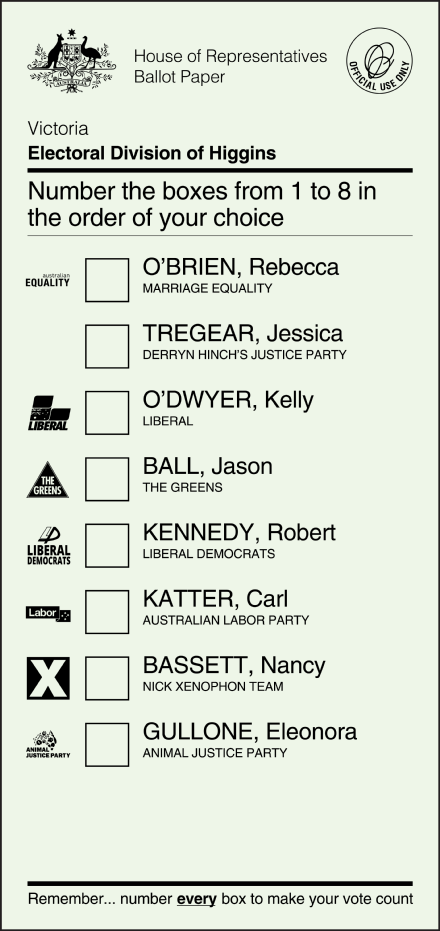 House of Representatives
Ballot Paper
OFFICIAL USE ONLY
Victoria
Electoral Division of Higgins
Number the boxes from 1 to 8 in
the order of your choice
australian
EQUALITY
O’BRIEN, Rebecca
MARRIAGE EQUALITY
TREGEAR, Jessica
DERRYN HINCH’S JUSTICE PARTY
LIBERAL
O’DWYER, Kelly
LIBERAL
THE
GREENS
BALL, Jason
THE GREENS
LIBERAL
DEMOCRATS
KENNEDY, Robert
LIBERAL DEMOCRATS
Labor
KATTER, Carl
AUSTRALIAN LABOR PARTY
X
BASSETT, Nancy
NICK XENOPHON TEAM
ANIMAL
JUSTICE PARTY
GULLONE, Eleonora
ANIMAL JUSTICE PARTY
Remember... number every box to make your vote count